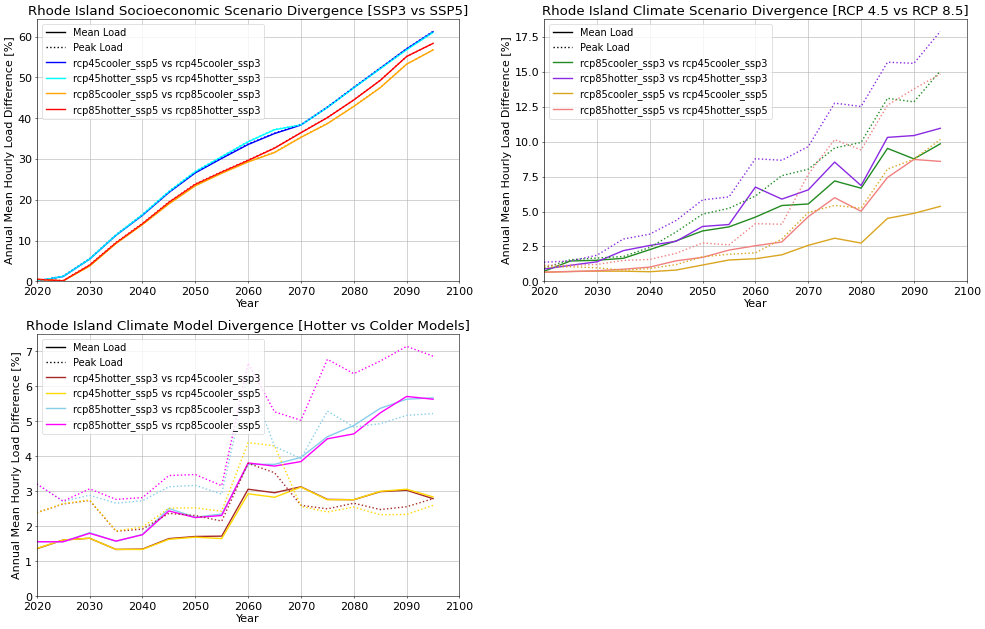 Rhode Island Socioeconomic Scenario Divergence [SSP3 vs SSP5]
Annual Mean Hourly Load Difference [%]
60
50
40
30
20
10
0
Mean Load
Peak Load
rcp45cooler_ssp5 vs rcp45cooler_ssp3
rcp45hotter_ssp5 vs rcp45hotter_ssp3
rcp85cooler_ssp5 vs rcp85cooler_ssp3
rcp85hotter_ssp5 vs rcp85hotter_ssp3
2020 2030 2040 2050 2060 2070 2080 2090 2100
Year
Rhode Island Climate Scenario Divergence [RCP 4.5 vs RCP 8.5]
Annual Mean Hourly Load Difference [%]
17.5
15.0
12.5
10.0
7.5
5.0
2.5
0.0
Mean Load
Peak Load
rcp85cooler_ssp3 vs rcp45cooler_ssp3
rcp85hotter_ssp3 vs rcp45hotter_ssp3
rcp85cooler_ssp5 vs rcp45cooler_ssp5
rcp85hotter_ssp5 vs rcp45hotter_ssp5
2020 2030 2040 2050 2060 2070 2080 2090 2100
Year
Rhode Island Climate Model Divergence [Hotter vs Colder Models]
Annual Mean Hourly Load Difference [%]
7
6
5
4
3
2
1
0
Mean Load
Peak Load
rcp45hotter_ssp3 vs rcp45cooler_ssp3
rcp45hotter_ssp5 vs rcp45cooler_ssp5
rcp85hotter_ssp3 vs rcp85cooler_ssp3
rcp85hotter_ssp5 vs rcp85cooler_ssp5
2020 2030 2040 2050 2060 2070 2080 2090 2100
Year